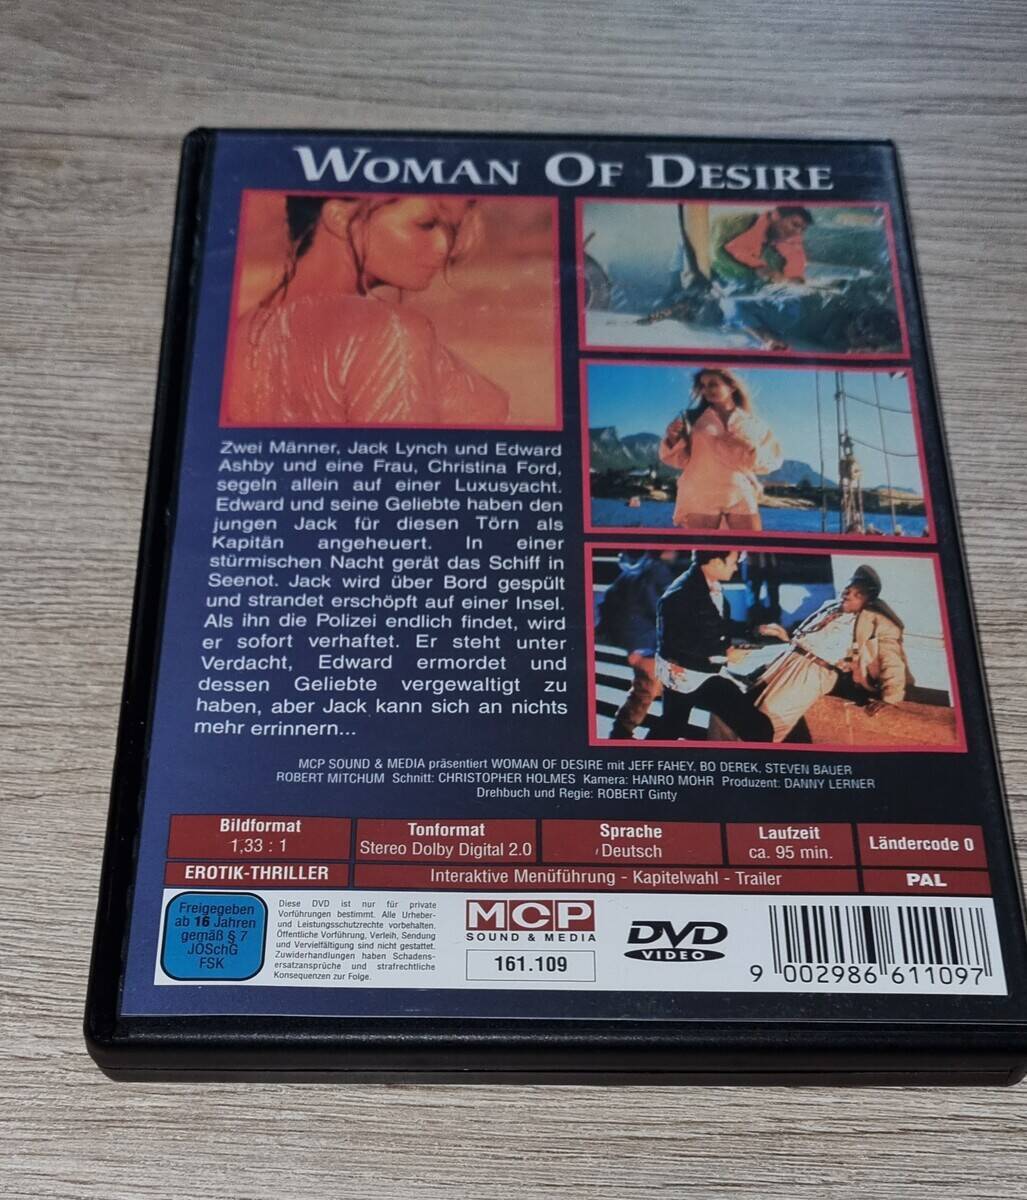 WOMAN OF DESIRE
Zwei Männer, Jack Lynch und Edward
Ashby und eine Frau, Christina Ford,
segeln allein auf einer Luxusyacht.
Edward und seine Geliebte haben den
jungen Jack für diesen Törn als
Kapitän angeheuert. In einer
stürmischen Nacht gerät das Schiff in
Seenot. Jack wird über Bord gespült
und strandet erschöpft auf einer Insel.
Als ihn die Polizei endlich findet, wird
er sofort verhaftet. Er steht unter
Verdacht, Edward ermordet und
dessen Geliebte vergewaltigt zu
haben, aber Jack kann sich an nichts
mehr errinnern...
MCP SOUND & MEDIA präsentiert WOMAN OF DESIRE mit JEFF FAHEY, BO DEREK, STEVEN BAUER
ROBERT MITCHUM Schnitt: CHRISTOPHER HOLMES Kamera: HANRO MOHR Produzent: DANNY LERNER
Drehbuch und Regie: ROBERT Ginty
Bildformat
1,33 : 1
Tonformat
Stereo Dolby Digital 2.0
Sprache
Deutsch
Laufzeit
ca. 95 min.
Ländercode 0
EROTIK-THRILLER
Interaktive Menüführung - Kapitelwahl - Trailer
PAL
Freigegeben
ab 16 Jahren
gemäß § 7
JÖSchG
FSK
Diese DVD ist nur für private
Vorführungen bestimmt. Alle Urheber-
und Leistungsschutzrechte vorbehalten.
Öffentliche Vorführung, Verleih, Sendung
und Vervielfältigung sind nicht gestattet.
Zuwiderhandlungen haben Schadens-
ersatzansprüche und strafrechtliche
Konsequenzen zur Folge.
MCP
SOUND & MEDIA
161.109
DVD
VIDEO
9 002986 611097